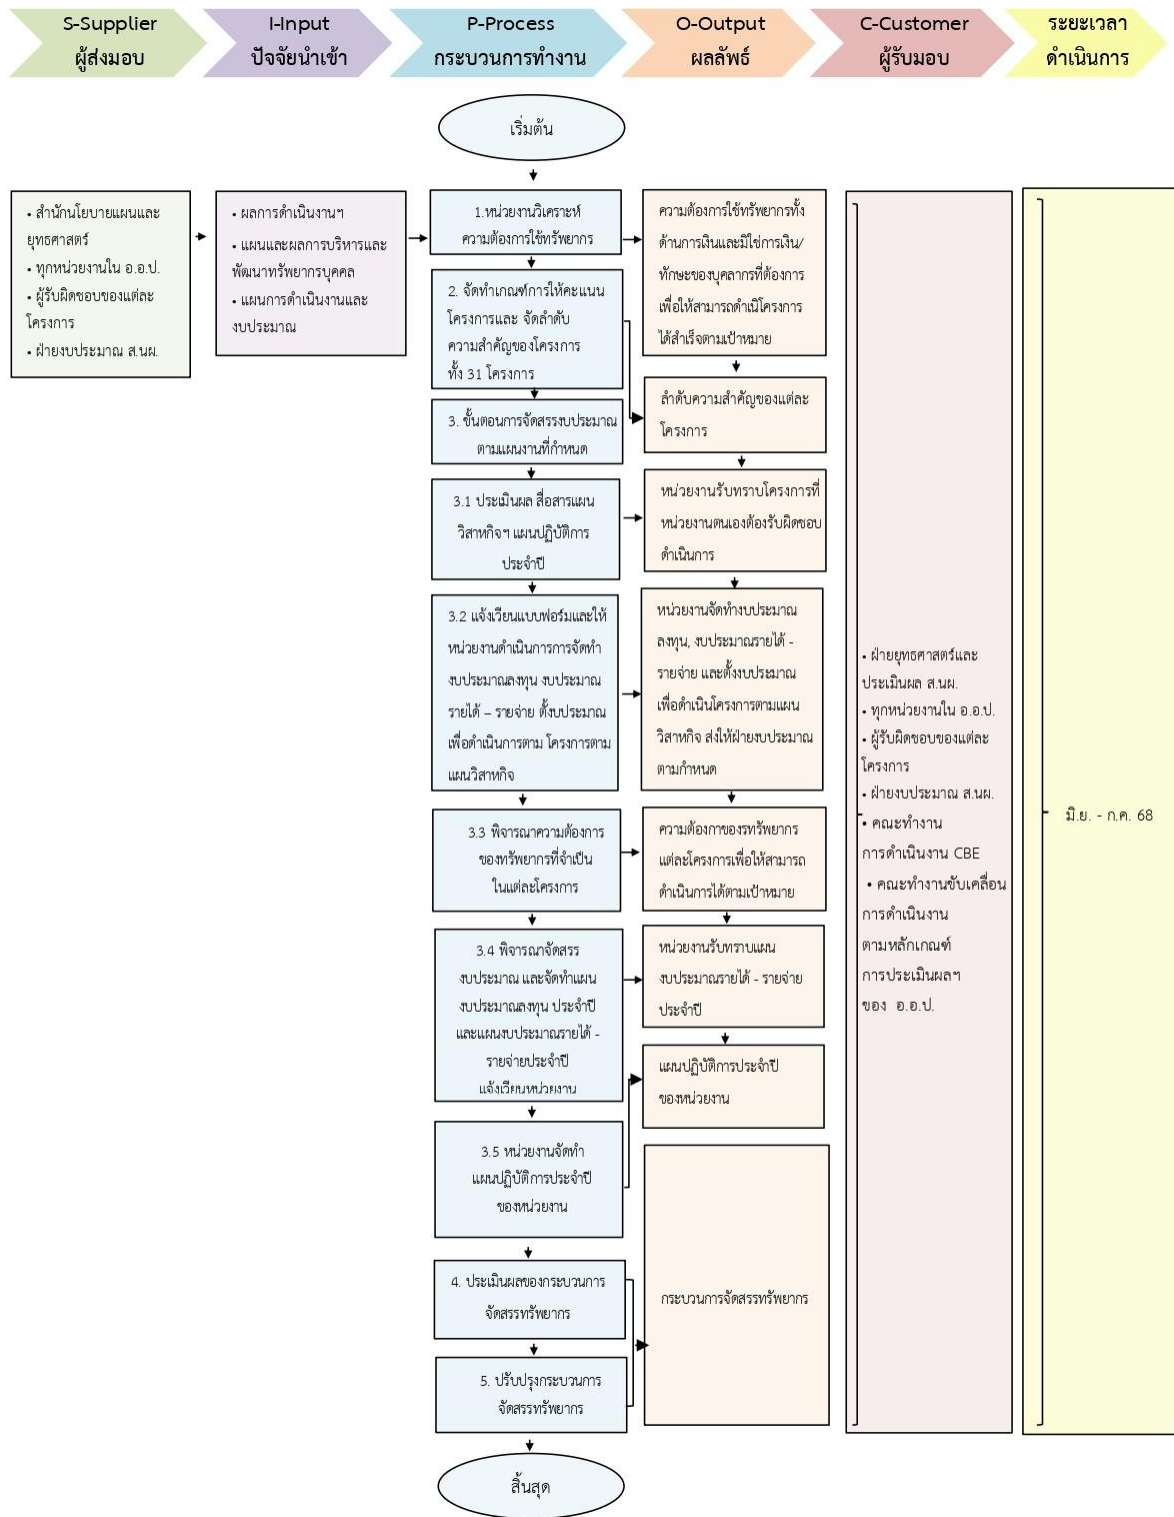 S-Supplier
ผู้ส่งมอบ
I-Input
ปัจจัยนำเข้า
P-Process
กระบวนการทำงาน
O-Output
ผลลัพธ์
C-Customer
ผู้รับมอบ
ระยะเวลา
ดำเนินการ
เริ่มต้น
• สำนักนโยบายแผนและ
ยุทธศาสตร์
• ทุกหน่วยงานใน อ.อ.ป.
• ผู้รับผิดชอบของแต่ละ
โครงการ
• ฝ่ายงบประมาณ ส.นผ.
• ผลการดำเนินงานฯ
• แผนและผลการบริหารและ
พัฒนาทรัพยากรบุคคล
• แผนการดำเนินงานและ
งบประมาณ
1.หน่วยงานวิเคราะห์
ความต้องการใช้ทรัพยากร
2. จัดทำเกณฑ์การให้คะแนน
โครงการและ จัดลำดับ
ความสำคัญของโครงการ
ทั้ง 31 โครงการ
3. ขั้นตอนการจัดสรรงบประมาณ
ตามแผนงานที่กำหนด
3.1 ประเมินผล สื่อสารแผน
วิสาหกิจฯ แผนปฏิบัติการ
ประจำปี
3.2 แจ้งเวียนแบบฟอร์มและให้
หน่วยงานดำเนินการการจัดทำ
งบประมาณลงทุน งบประมาณ
รายได้ – รายจ่าย ตั้งบประมาณ
เพื่อดำเนินการตาม โครงการตาม
แผนวิสาหกิจ
3.3 พิจารณาความต้องการ
ของทรัพยากรที่จำเป็น
ในแต่ละโครงการ
3.4 พิจารณาจัดสรร
งบประมาณ และจัดทำแผน
งบประมาณลงทุน ประจำปี
และแผนงบประมาณรายได้ -
รายจ่ายประจำปี
แจ้งเวียนหน่วยงาน
3.5 หน่วยงานจัดทำ
แผนปฏิบัติการประจำปี
ของหน่วยงาน
4. ประเมินผลของกระบวนการ
จัดสรรทรัพยากร
5. ปรับปรุงกระบวนการ
จัดสรรทรัพยากร
สิ้นสุด
ความต้องการใช้ทรัพยากรทั้ง
ด้านการเงินและมิใช่การเงิน/
ทักษะของบุคลากรที่ต้องการ
เพื่อให้สามารถดำเนิโครงการ
ได้สำเร็จตามเป้าหมาย
ลำดับความสำคัญของแต่ละ
โครงการ
หน่วยงานรับทราบโครงการที่
หน่วยงานตนเองต้องรับผิดชอบ
ดำเนินการ
หน่วยงานจัดทำงบประมาณ
ลงทุน, งบประมาณรายได้ -
รายจ่าย และตั้งงบประมาณ
เพื่อดำเนินโครงการตามแผน
วิสาหกิจ ส่งให้ฝ่ายงบประมาณ
ตามกำหนด
ความต้องกาของรทรัพยากร
แต่ละโครงการเพื่อให้สามารถ
ดำเนินการได้ตามเป้าหมาย
หน่วยงานรับทราบแผน
งบประมาณรายได้ - รายจ่าย
ประจำปี
แผนปฏิบัติการประจำปี
ของหน่วยงาน
กระบวนการจัดสรรทรัพยากร
• ฝ่ายยุทธศาสตร์และ
ประเมินผล ส.นผ.
• ทุกหน่วยงานใน อ.อ.ป.
• ผู้รับผิดชอบของแต่ละ
โครงการ
• ฝ่ายงบประมาณ ส.นผ.
• คณะทำงาน
การดำเนินงาน CBE
• คณะทำงานขับเคลื่อน
การดำเนินงาน
ตามหลักเกณฑ์
การประเมินผลฯ
ของ อ.อ.ป.
มิ.ย. - ก.ค. 68